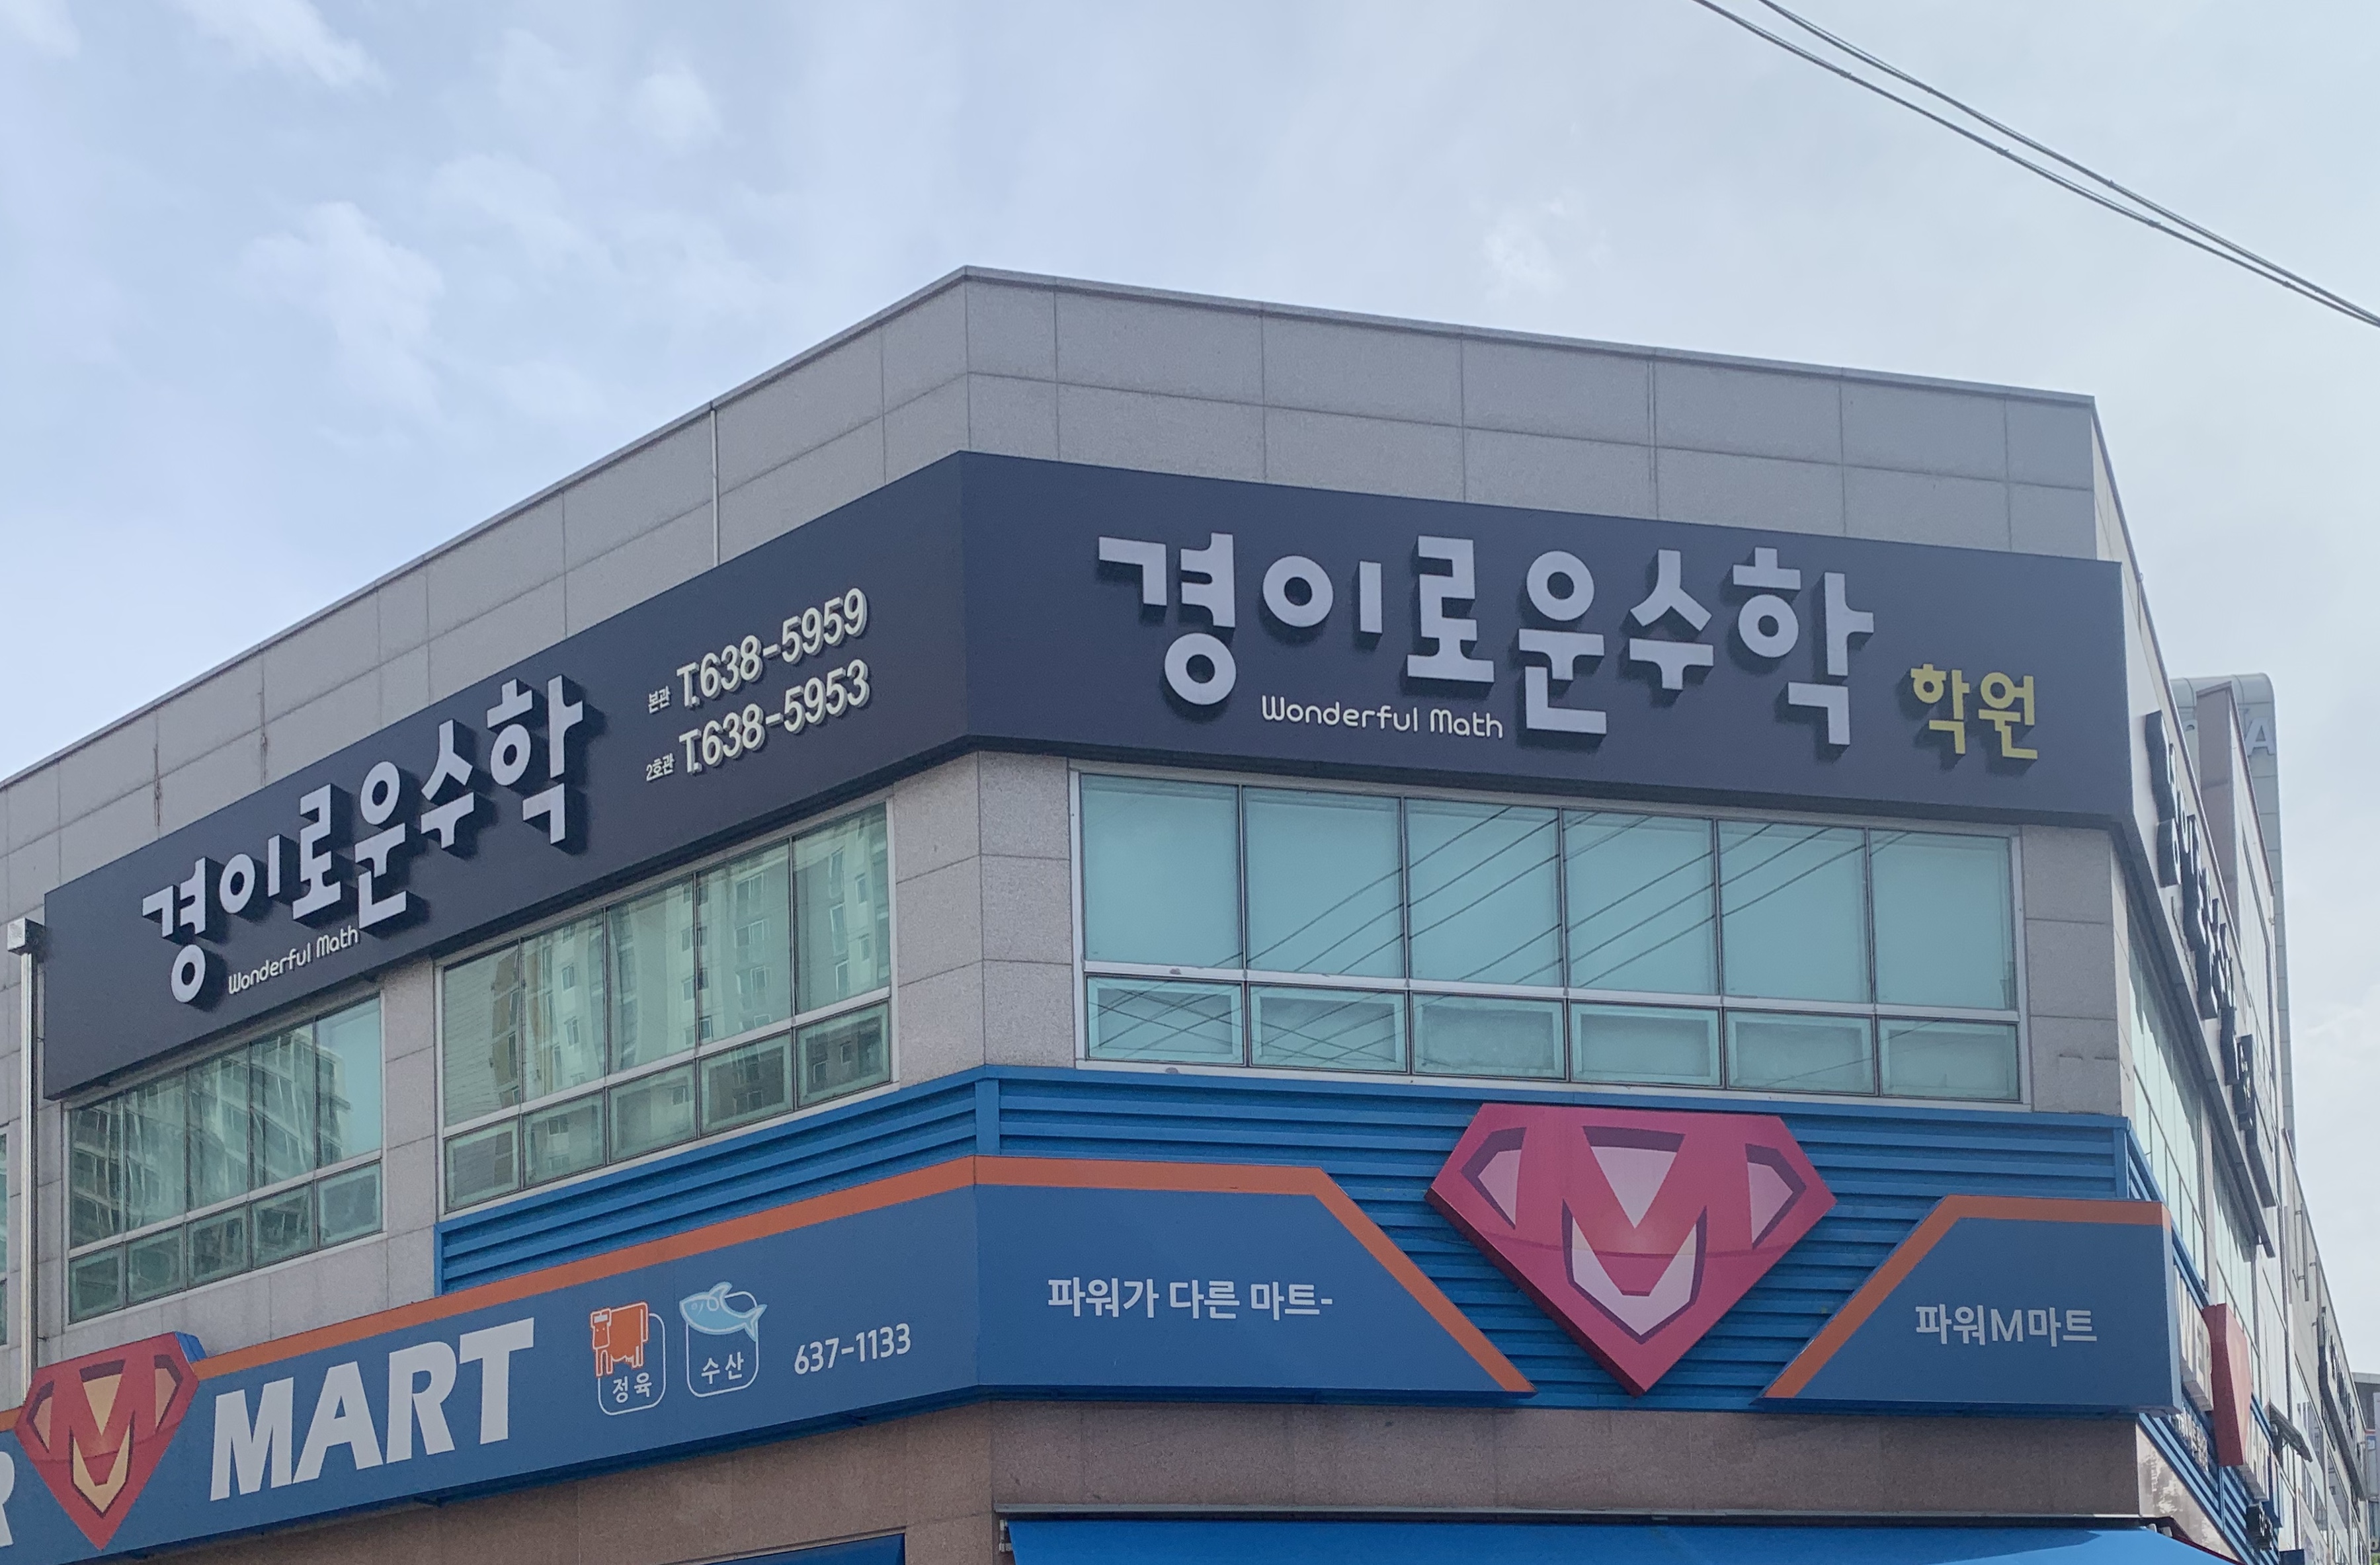 경이로운수학
Wonderful Math
본관 T.638-5959
2호관 T.638-5953
경이로운수학 학원
Wonderful Math
M MART
정육
수산
637-1133
파워가 다른 마트-
M
파워M마트